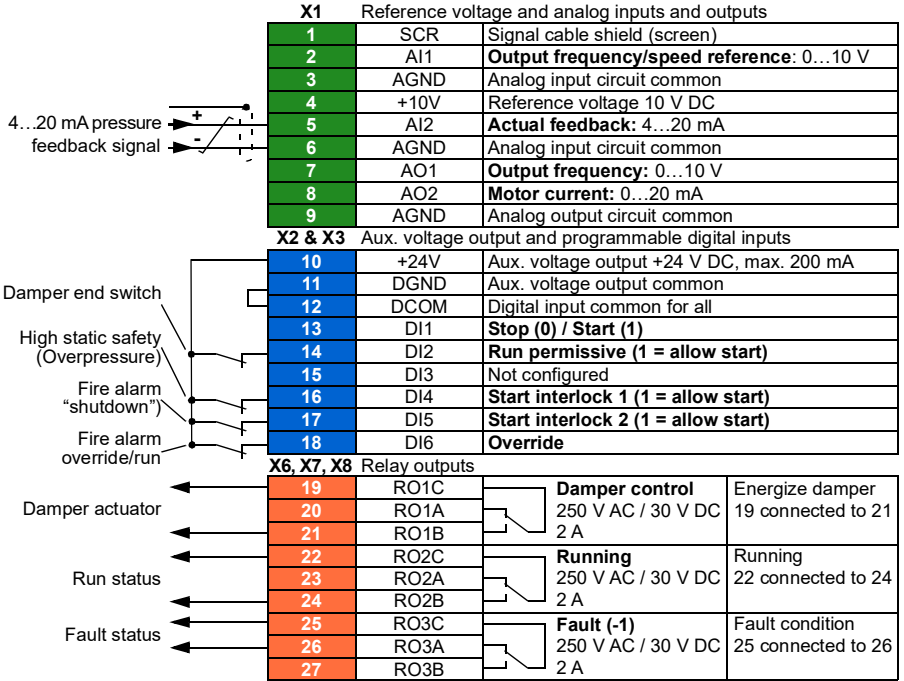 X1 Reference voltage and analog inputs and outputs
1 SCR Signal cable shield (screen)
2 AI1 Output frequency/speed reference: 0…10 V
3 AGND Analog input circuit common
4 +10V Reference voltage 10 V DC
4…20 mA pressure + 5 AI2 Actual feedback: 4…20 mA
feedback signal - 6 AGND Analog input circuit common
7 AO1 Output frequency: 0…10 V
8 AO2 Motor current: 0…20 mA
9 AGND Analog output circuit common
X2 & X3 Aux. voltage output and programmable digital inputs
10 +24V Aux. voltage output +24 V DC, max. 200 mA
Damper end switch 11 DGND Aux. voltage output common
12 DCOM Digital input common for all
High static safety 13 DI1 Stop (0) / Start (1)
(Overpressure) 14 DI2 Run permissive (1 = allow start)
15 DI3 Not configured
Fire alarm 16 DI4 Start interlock 1 (1 = allow start)
“shutdown”) 17 DI5 Start interlock 2 (1 = allow start)
Fire alarm 18 DI6 Override
override/run
X6, X7, X8 Relay outputs
19 RO1C Damper control Energize damper
Damper actuator 20 RO1A 250 V AC / 30 V DC 19 connected to 21
21 RO1B 2 A
22 RO2C Running Running
Run status 23 RO2A 250 V AC / 30 V DC 22 connected to 24
24 RO2B 2 A
25 RO3C Fault (-1) Fault condition
Fault status 26 RO3A 250 V AC / 30 V DC 25 connected to 26
27 RO3B 2 A